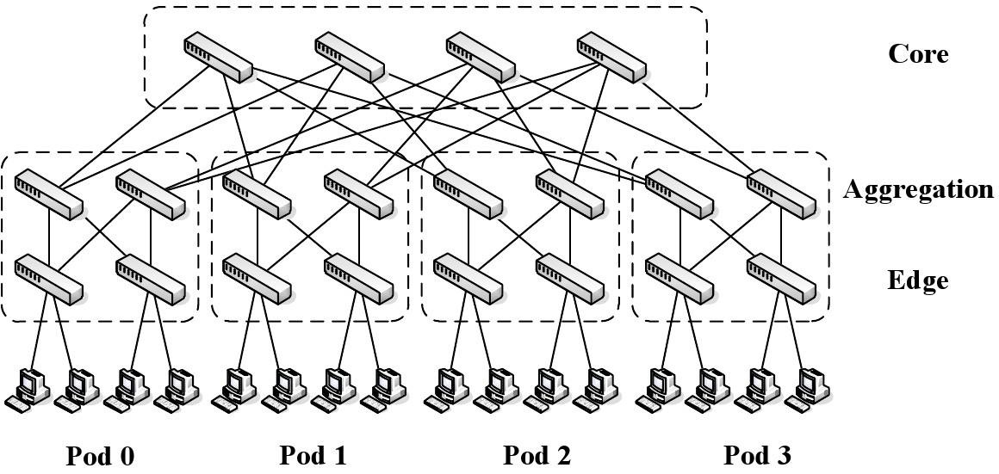 Core
Aggregation
Edge
Pod 0
Pod 1
Pod 2
Pod 3